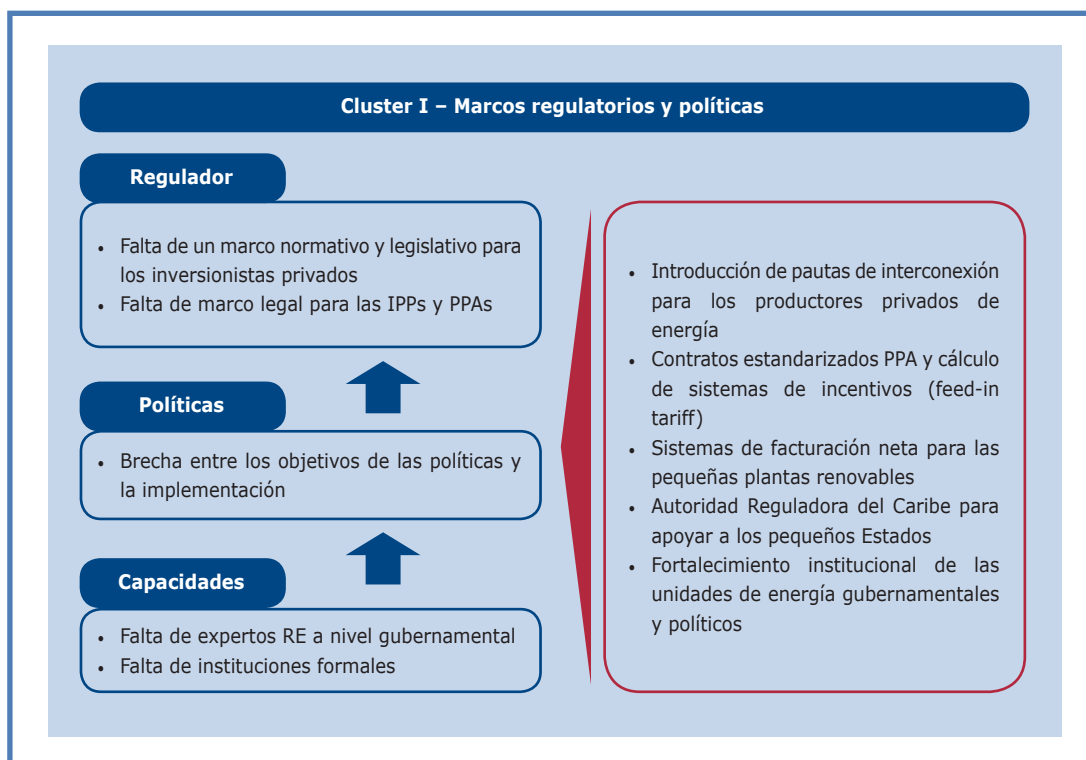 Cluster I – Marcos regulatorios y políticas
Regulador
• Falta de un marco normativo y legislativo para
los inversionistas privados
• Falta de marco legal para las IPPs y PPAs
Políticas
• Brecha entre los objetivos de las políticas y
la implementación
Capacidades
• Falta de expertos RE a nivel gubernamental
• Falta de instituciones formales
• Introducción de pautas de interconexión
para los productores privados de
energía
• Contratos estandarizados PPA y cálculo
de sistemas de incentivos (feed-in
tariff)
• Sistemas de facturación neta para las
pequeñas plantas renovables
• Autoridad Reguladora del Caribe para
apoyar a los pequeños Estados
• Fortalecimiento institucional de las
unidades de energía gubernamentales
y políticos